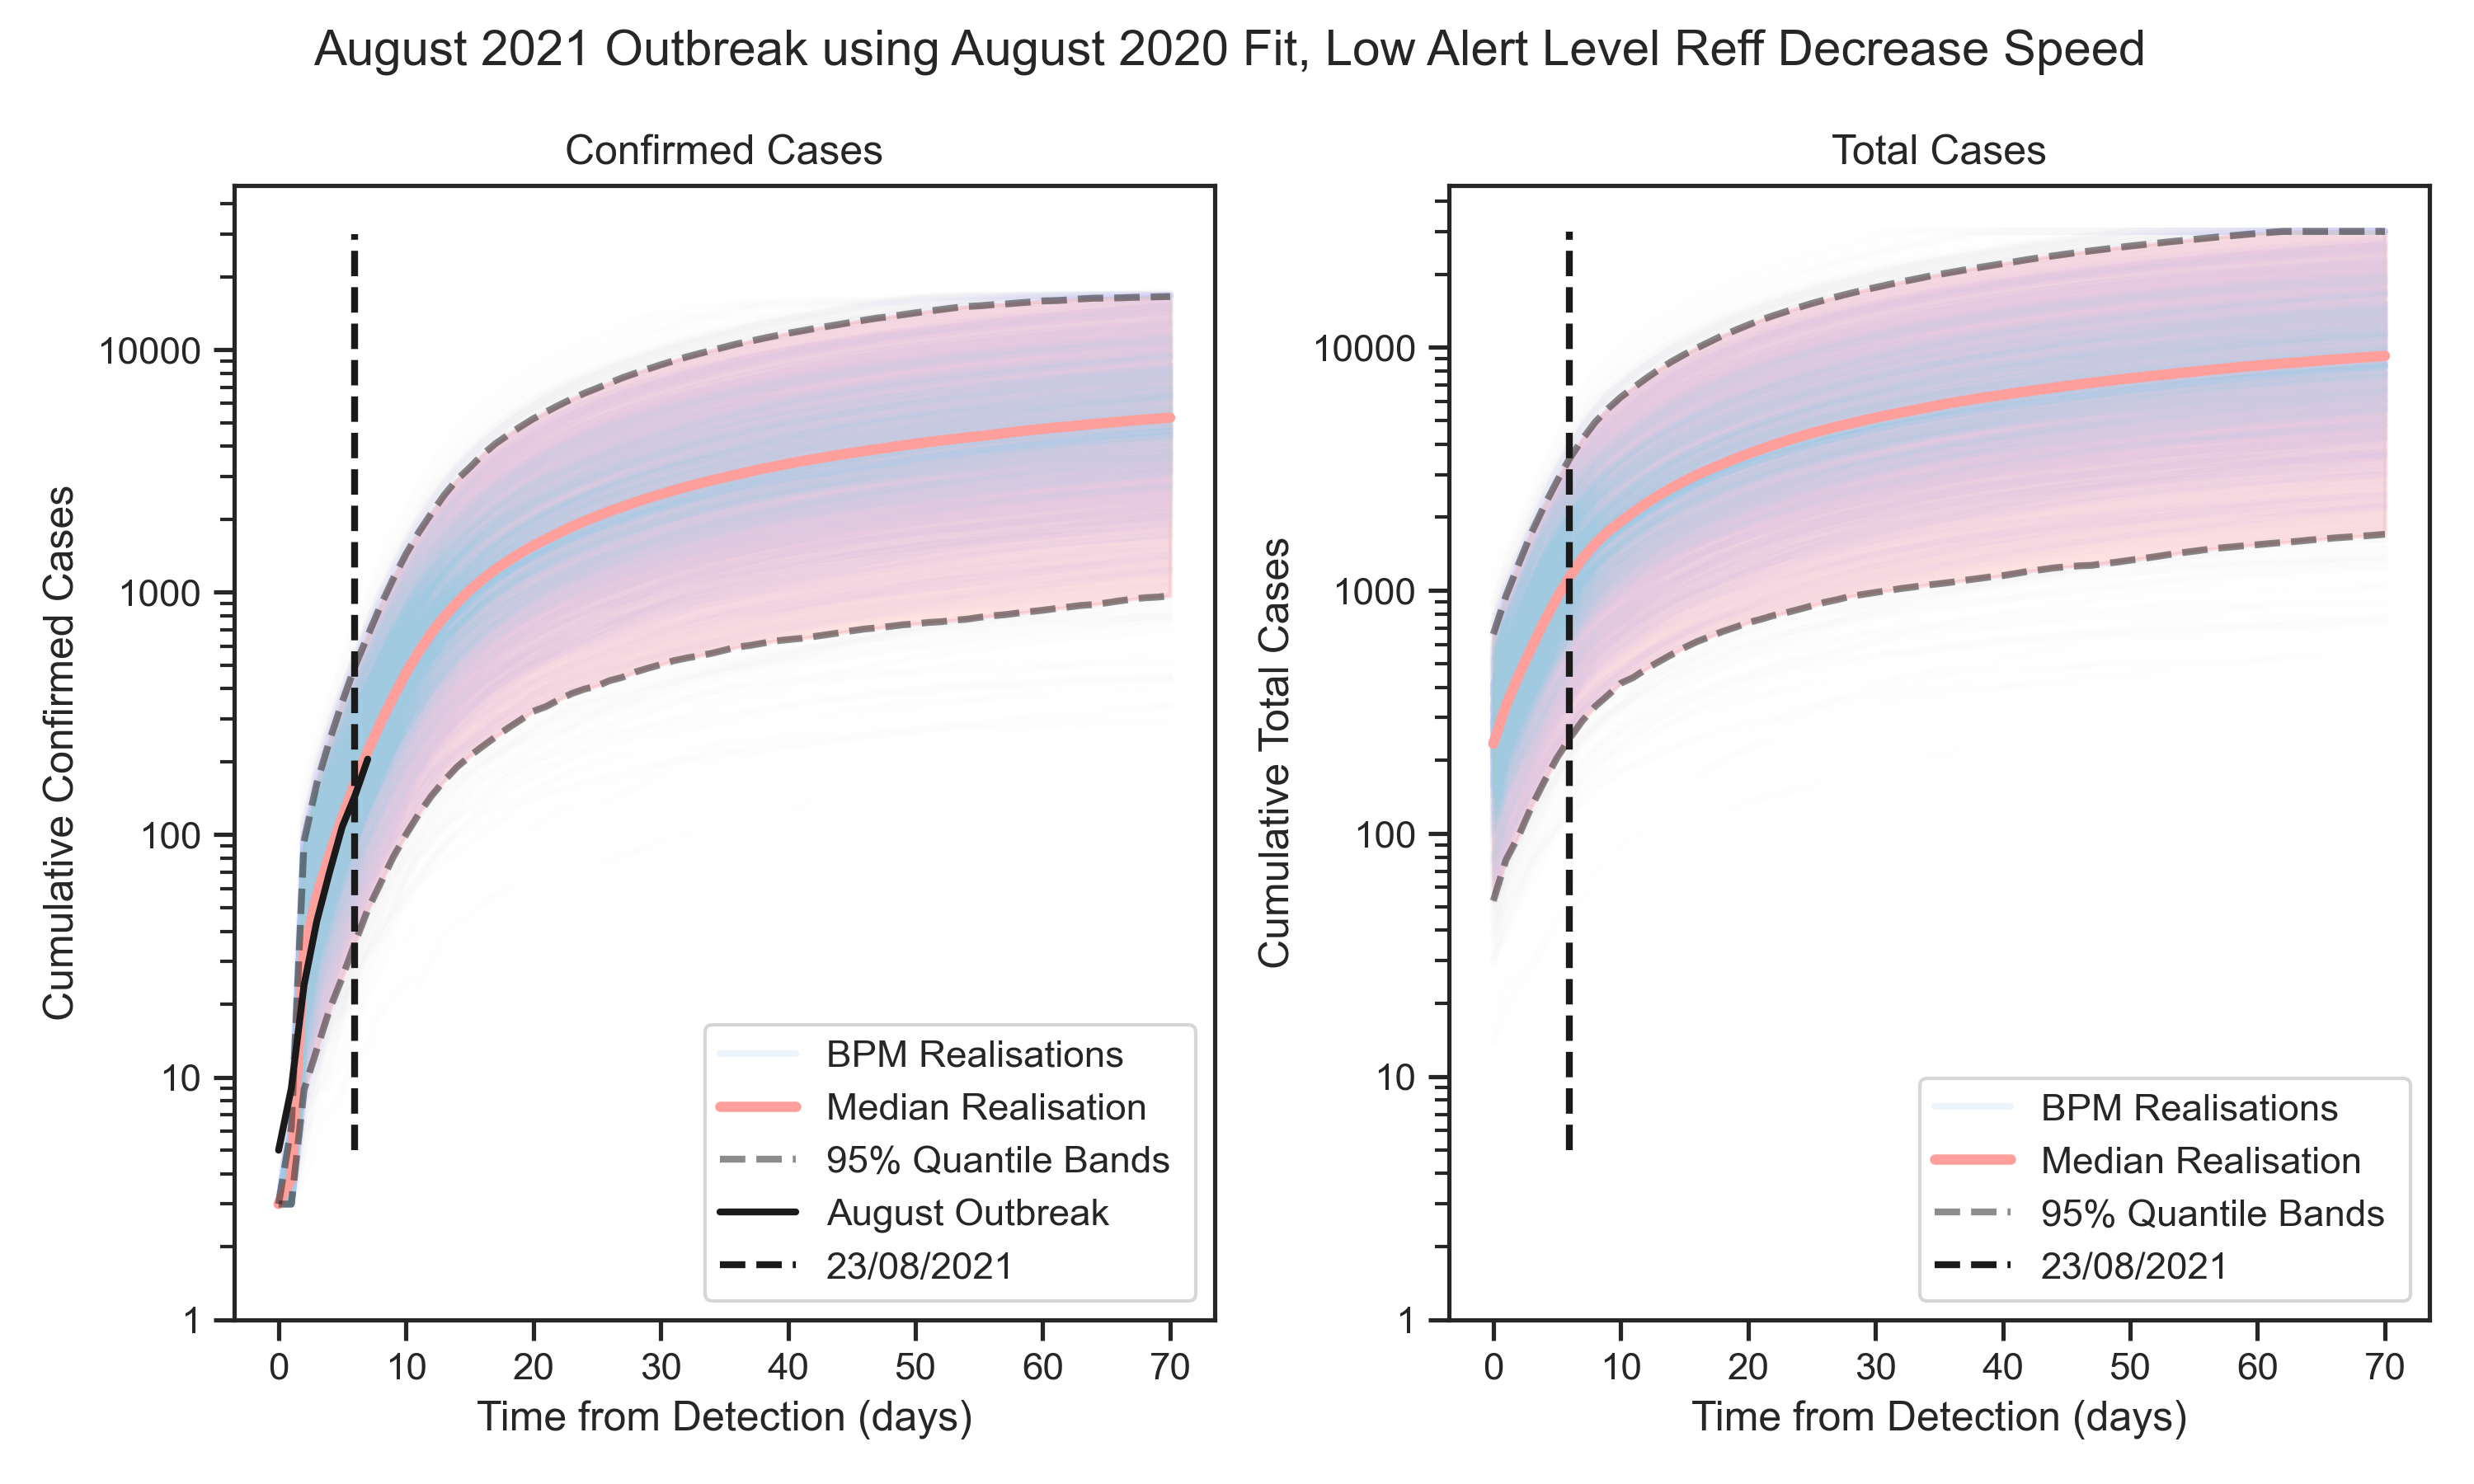 August 2021 Outbreak using August 2020 Fit, Low Alert Level Reff Decrease Speed
Confirmed Cases
Cumulative Confirmed Cases
10000
1000
100
10
1
0 10 20 30 40 50 60 70
Time from Detection (days)
BPM Realisations
Median Realisation
95% Quantile Bands
August Outbreak
23/08/2021
Total Cases
Cumulative Total Cases
10000
1000
100
10
1
0 10 20 30 40 50 60 70
Time from Detection (days)
BPM Realisations
Median Realisation
95% Quantile Bands
23/08/2021